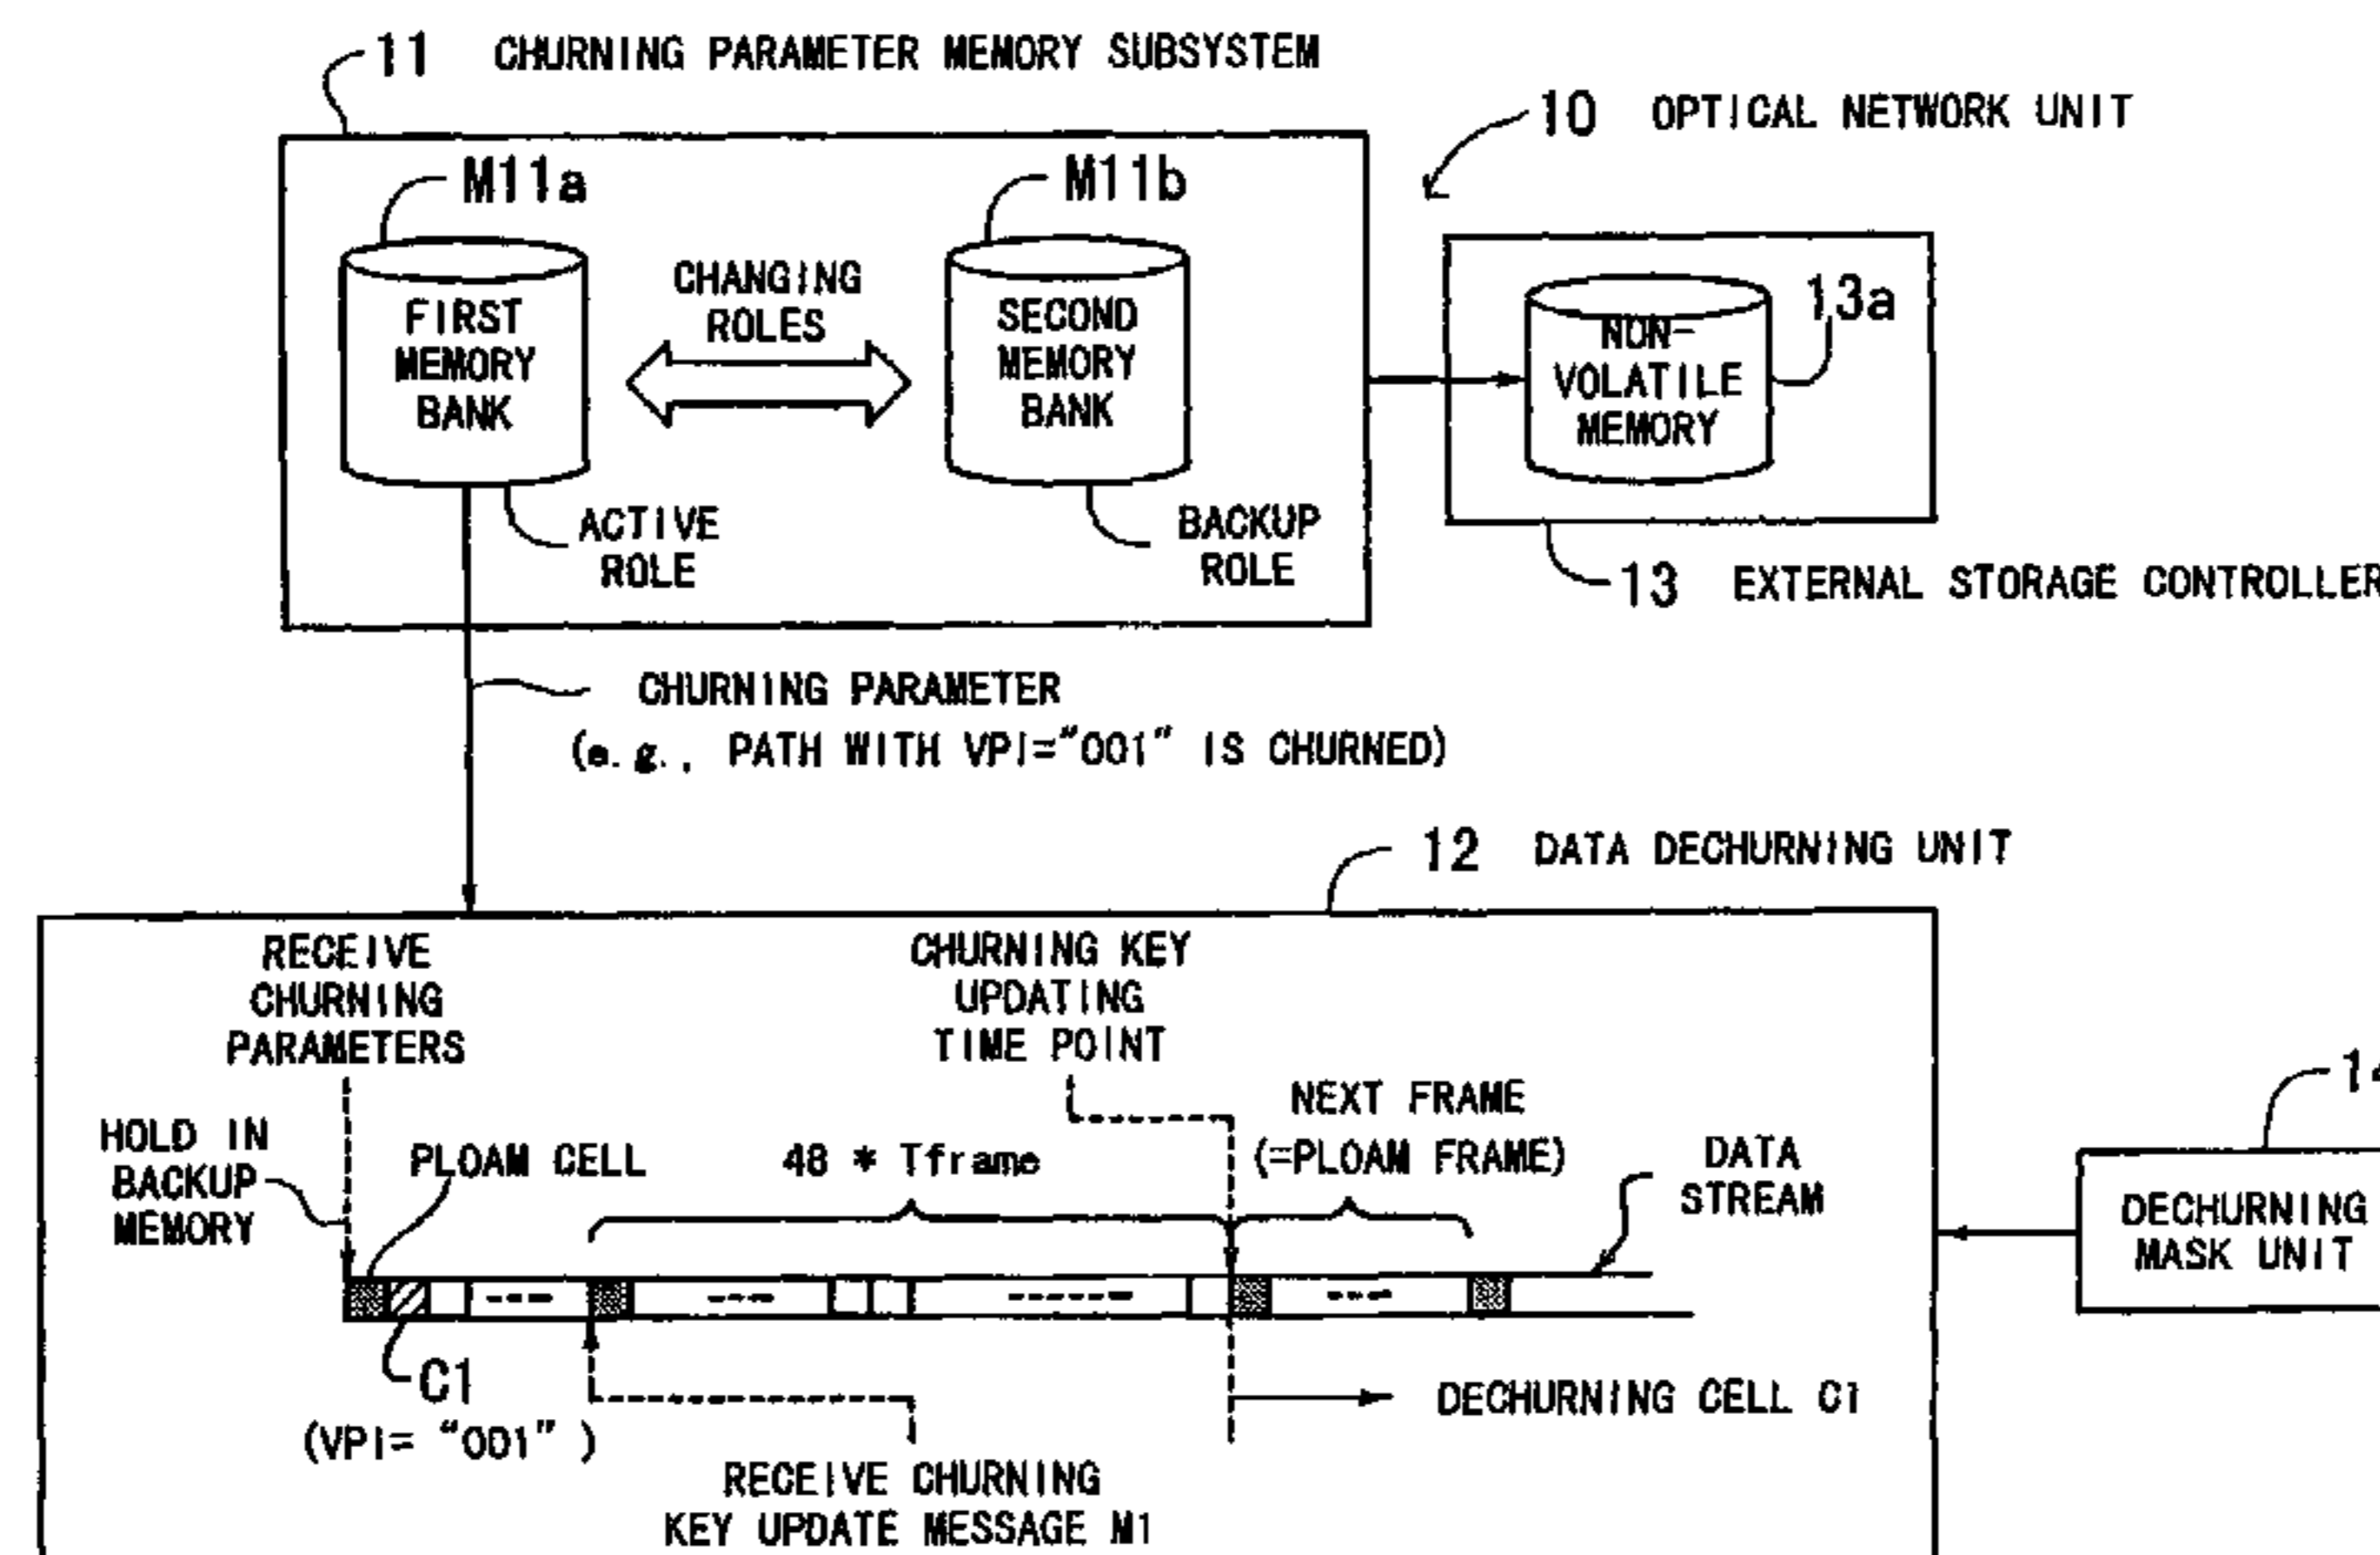 11 CHURNING PARAMETER MEMORY SUBSYSTEM
10 OPTICAL NETWORK UNIT
M11a
M11b
FIRST
MEMORY
BANK
CHANGING
ROLES
SECOND
MEMORY
BANK
13a
NON-
VOLATILE
MEMORY
ACTIVE
ROLE
BACKUP
ROLE
13 EXTERNAL STORAGE CONTROLLER
CHURNING PARAMETER
(e.g., PATH WITH VPI="001" IS CHURNED)
12 DATA DECHURNING UNIT
RECEIVE
CHURNING
PARAMETERS
CHURNING KEY
UPDATING
TIME POINT
HOLD IN
BACKUP
MEMORY
PLOAM CELL
48 * Tframe
NEXT FRAME
(=PLOAM FRAME)
DATA
STREAM
DECHURNING
MASK UNIT
C1
(VPI= "001" )
DECHURNING CELL C1
RECEIVE CHURNING
KEY UPDATE MESSAGE M1